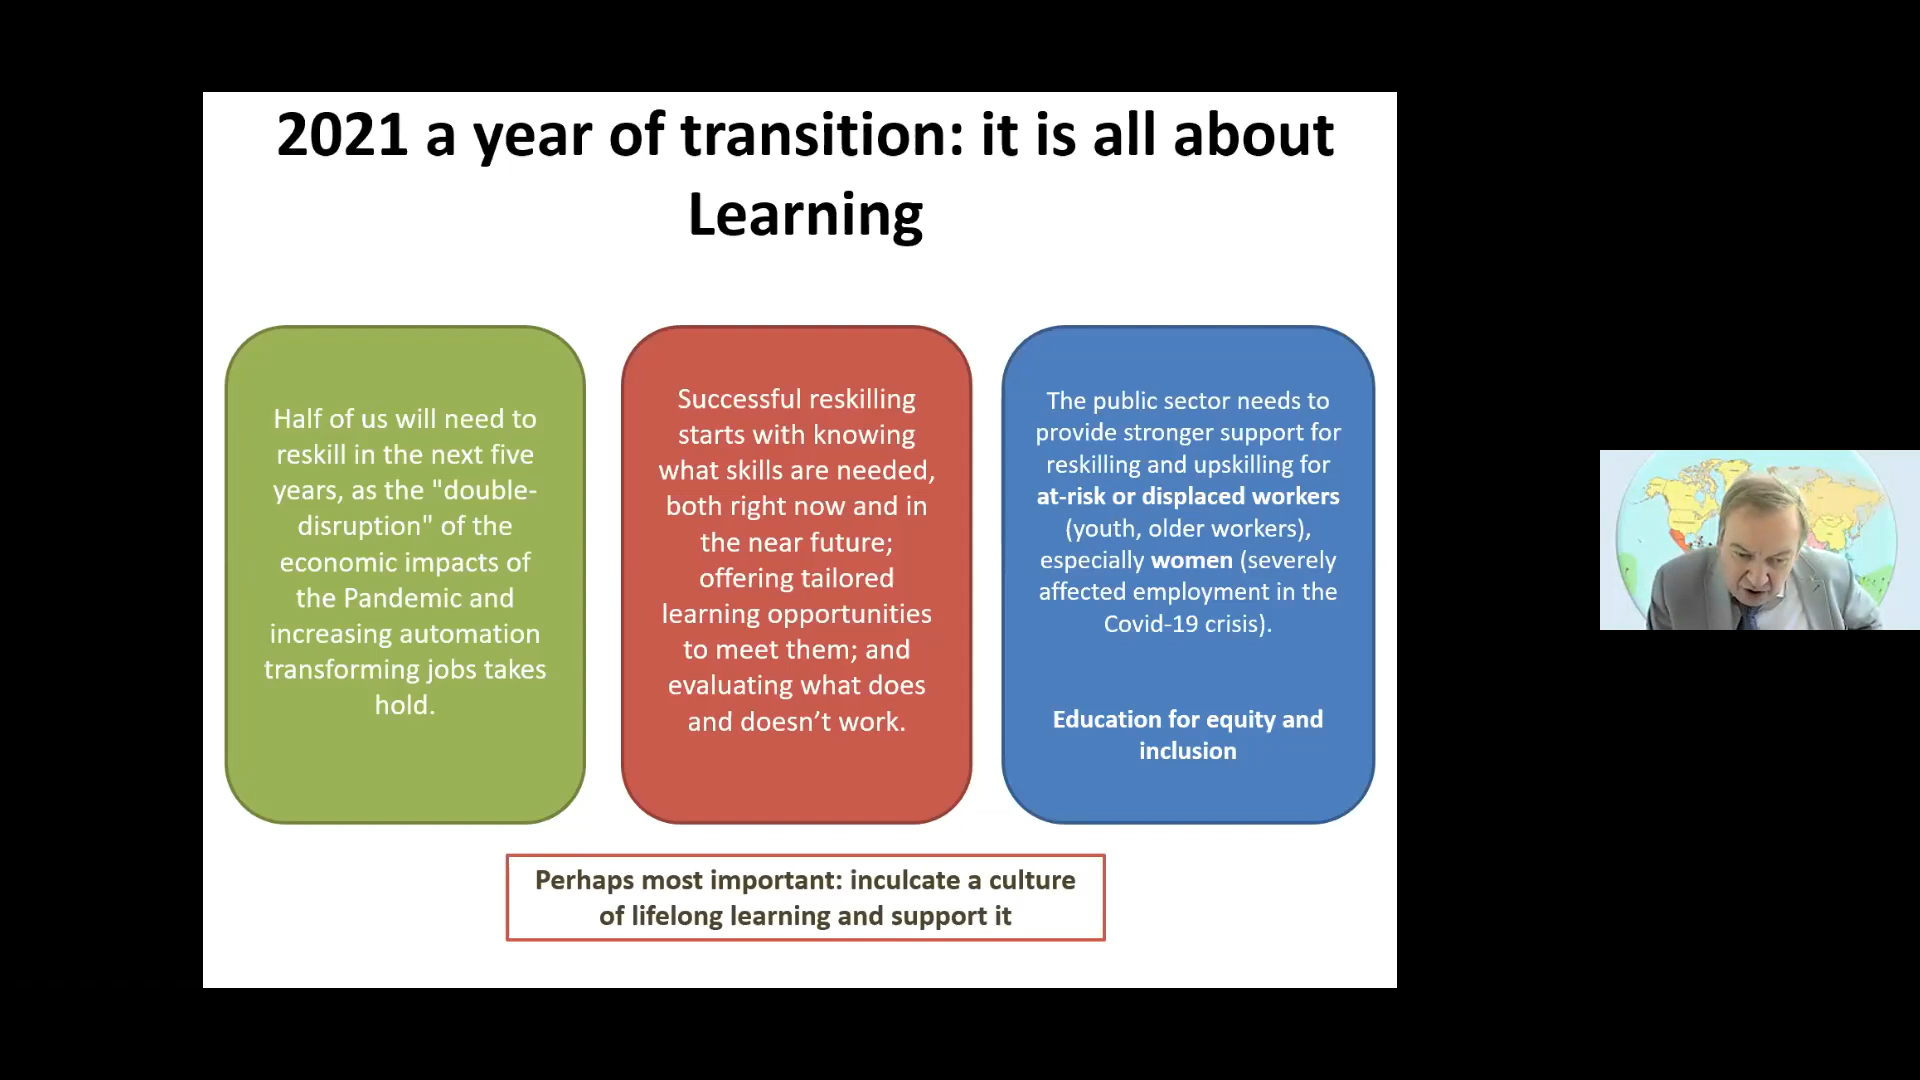 2021 a year of transition: it is all about
Learning
Half of us will need to
reskill in the next five
years, as the "double-
disruption" of the
economic impacts of
the Pandemic and
increasing automation
transforming jobs takes
hold.
Successful reskilling
starts with knowing
what skills are needed,
both right now and in
the near future;
offering tailored
learning opportunities
to meet them; and
evaluating what does
and doesn’t work.
The public sector needs to
provide stronger support for
reskilling and upskilling for
at-risk or displaced workers
(youth, older workers),
especially women (severely
affected employment in the
Covid-19 crisis).
Education for equity and
inclusion
Perhaps most important: inculcate a culture
of lifelong learning and support it